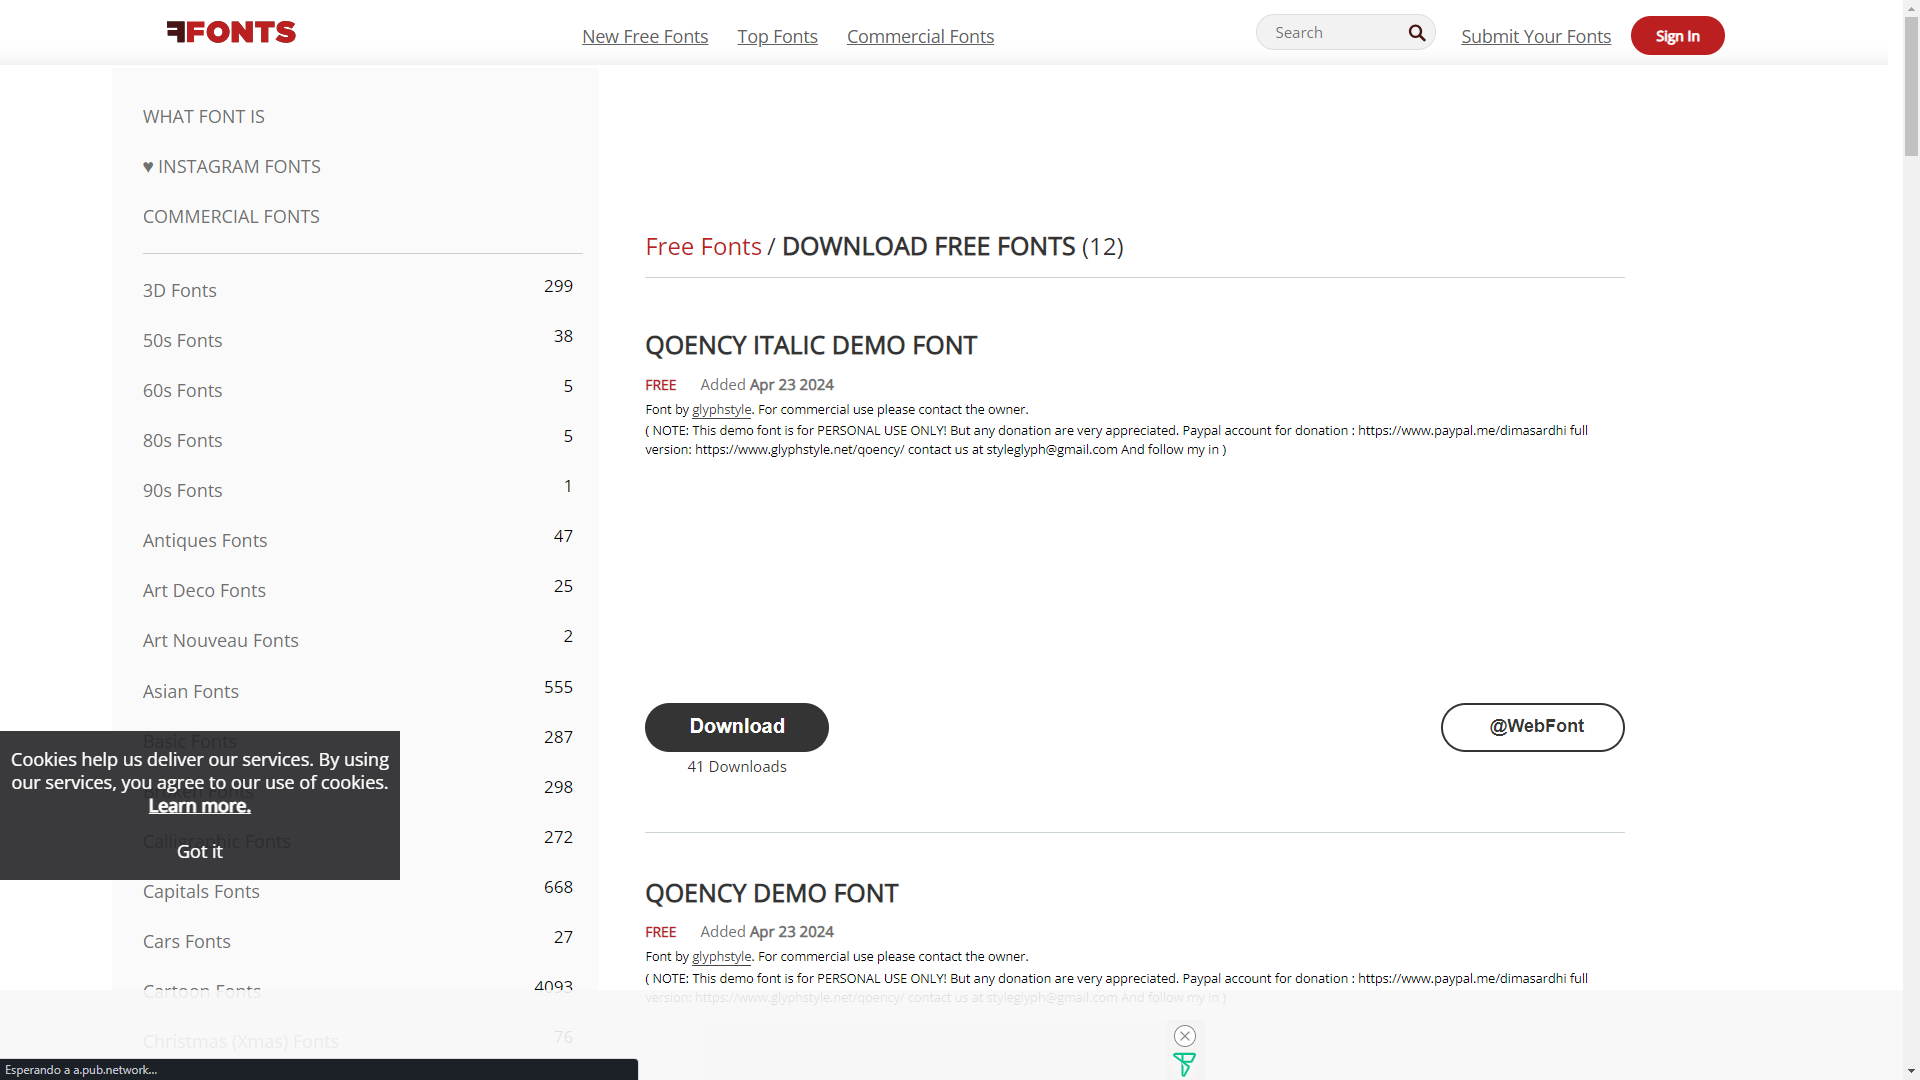 FFONTS
New Free Fonts
Top Fonts
Commercial Fonts
Search
Submit Your Fonts
Sign In
WHAT FONT IS
♥ INSTAGRAM FONTS
COMMERCIAL FONTS
3D Fonts 299
50s Fonts 38
60s Fonts 5
80s Fonts 5
90s Fonts 1
Antiques Fonts 47
Art Deco Fonts 25
Art Nouveau Fonts 2
Asian Fonts 555
Basic Fonts 287
298
Calligraphic Fonts 272
Capitals Fonts 668
Cars Fonts 27
Cartoon Fonts 4093
Christmas (Xmas) Fonts 76
Cookies help us deliver our services. By using
our services, you agree to our use of cookies.
Learn more.
Got it
Free Fonts / DOWNLOAD FREE FONTS (12)
QOENCY ITALIC DEMO FONT
FREE Added Apr 23 2024
Font by glyphstyle. For commercial use please contact the owner.
( NOTE: This demo font is for PERSONAL USE ONLY! But any donation are very appreciated. Paypal account for donation : https://www.paypal.me/dimasardhi full
version: https://www.glyphstyle.net/qoency/ contact us at styleglyph@gmail.com And follow my in )
Download
@WebFont
41 Downloads
QOENCY DEMO FONT
FREE Added Apr 23 2024
Font by glyphstyle. For commercial use please contact the owner.
( NOTE: This demo font is for PERSONAL USE ONLY! But any donation are very appreciated. Paypal account for donation : https://www.paypal.me/dimasardhi full
version: https://www.glyphstyle.net/qoency/ contact us at styleglyph@gmail.com And follow my in )
Esperando a a.pub.network...